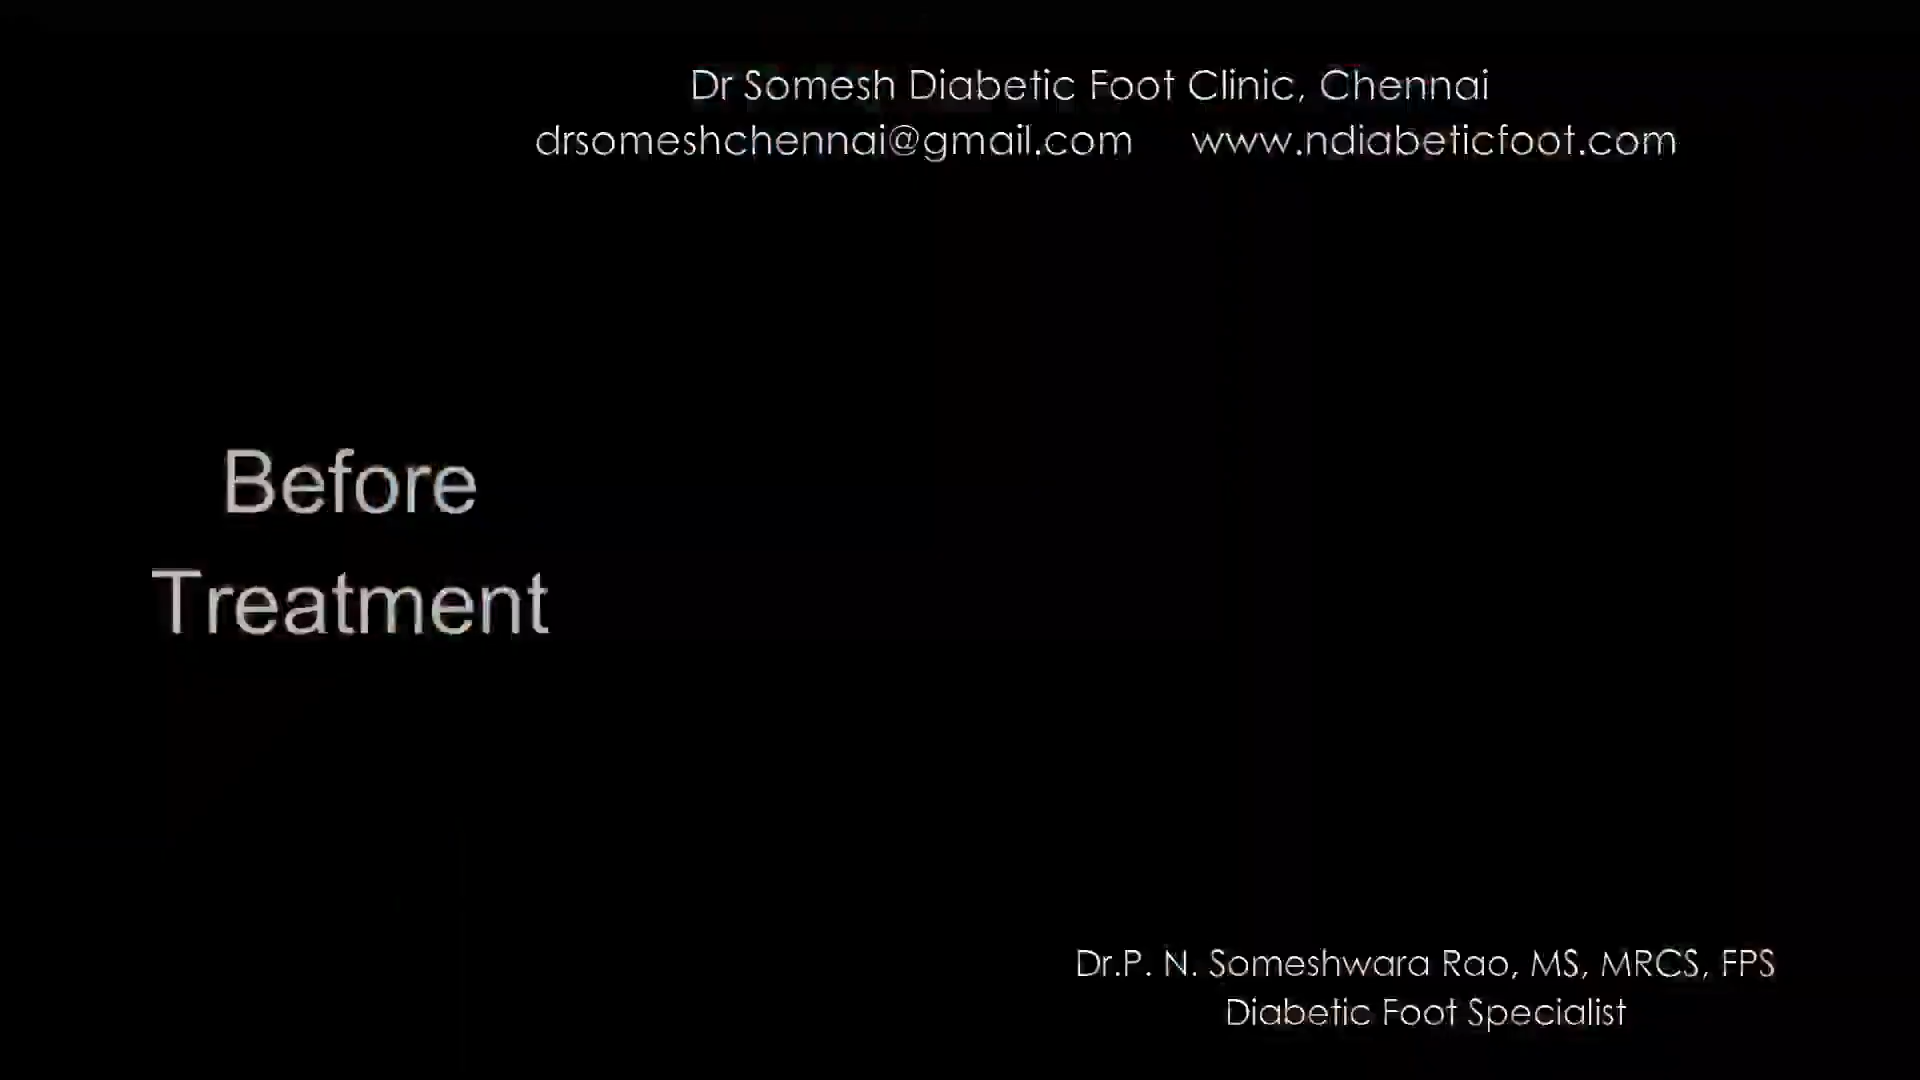 Dr Somesh Diabetic Foot Clinic, Chennai
drsomeshchennai@gmail.com www.ndiabeticfoot.com
Before
Treatment
Dr.P. N. Someshwara Rao, MS, MRCS, FPS
Diabetic Foot Specialist